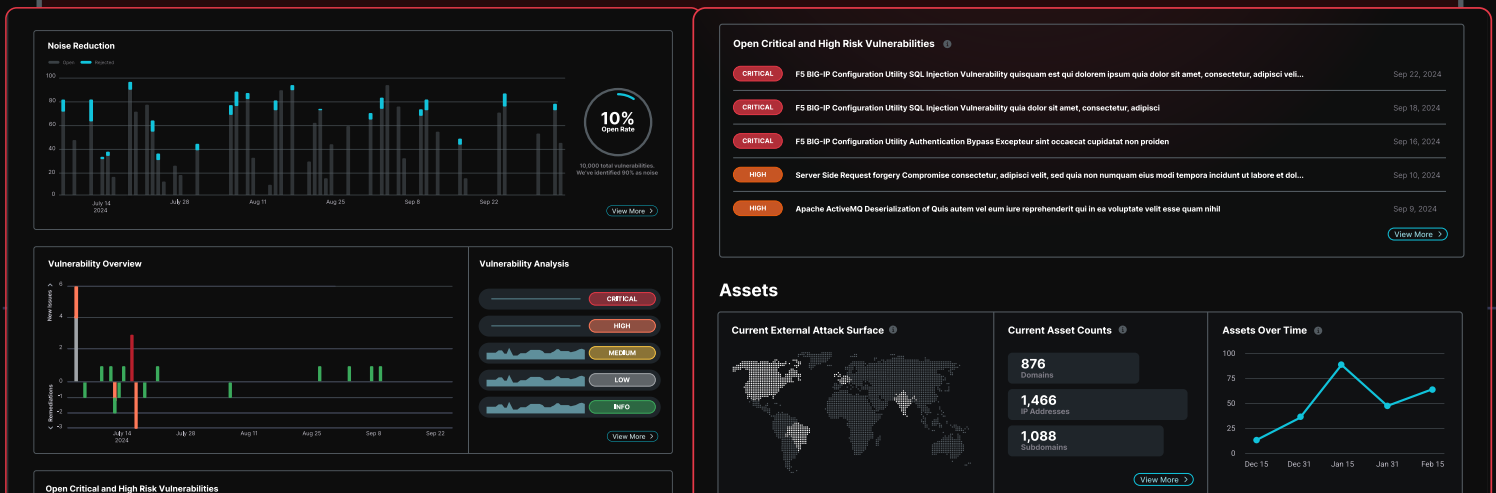 Noise Reduction
Open Rejected
100
90
60
40
20
0
July 14
2024
July 28
Aug 11
Aug 25
Sep 8
Sep 22
10%
Open Rate
10,000 total vulnerabilities.
We've identified 90% as noise
View More >
Vulnerability Overview
< Remediations
New Issues >
6
4
2
0
-1
-2
-3
July 14
2024
July 28
Aug 11
Aug 25
Sep 8
Sep 22
Vulnerability Analysis
CRITICAL
HIGH
MEDIUM
LOW
INFO
View More >
Open Critical and High Risk Vulnerabilities
Open Critical and High Risk Vulnerabilities
CRITICAL F5 BIG-IP Configuration Utility SQL Injection Vulnerability quisquam est qui dolorem ipsum quia dolor sit amet, consectetur, adipisci veli... Sep 22, 2024
CRITICAL F5 BIG-IP Configuration Utility SQL Injection Vulnerability quia dolor sit amet, consectetur, adipisci Sep 18, 2024
CRITICAL F5 BIG-IP Configuration Utility Authentication Bypass Excepteur sint occaecat cupidatat non proiden Sep 16, 2024
HIGH Server Side Request forgery Compromise consectetur, adipisci velit, sed quia non numquam eius modi tempora incidunt ut labore et dol... Sep 10, 2024
HIGH Apache ActiveMQ Deserialization of Quis autem vel eum iure reprehenderit qui in ea voluptate velit esse quam nihil Sep 9, 2024
View More >
Assets
Current External Attack Surface
Current Asset Counts
876
Domains
1,466
IP Addresses
1,088
Subdomains
View More >
Assets Over Time
100
75
50
25
0
Dec 15
Dec 31
Jan 15
Jan 31
Feb 15